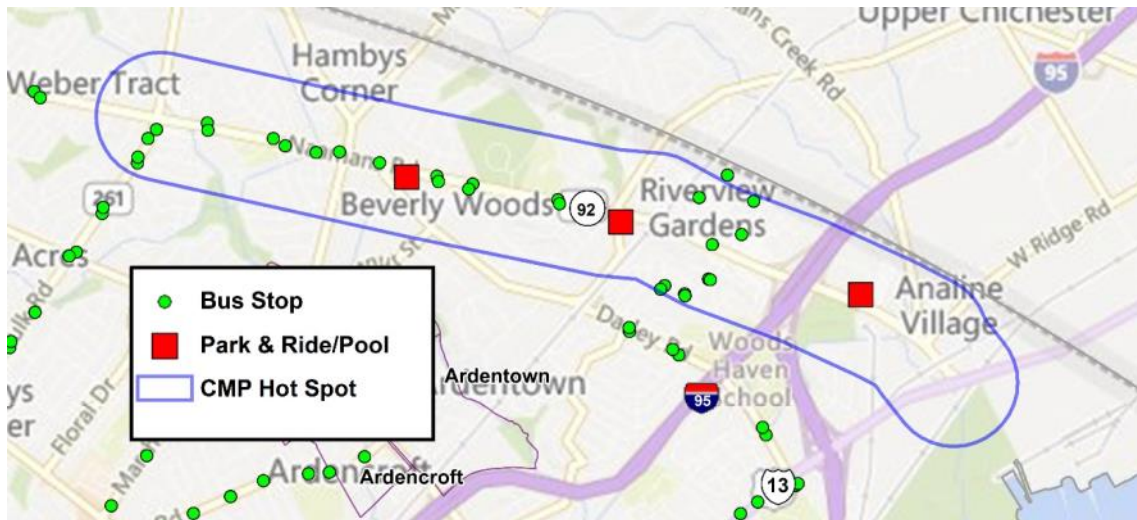 Upper Chichester
Hambys
Corner
Weber Tract
95
Creek Rd
Naamans Rd
261
Beverly Woods
92
Riverview
Gardens
W Ridge Rd
Acres
Bus Stop
Park & Ride/Pool
CMP Hot Spot
Analine
Village
Darley Rd
Woods
Haven
School
Ardentown
95
Floral Dr
Ardencroft
Ardencroft
13
Rd